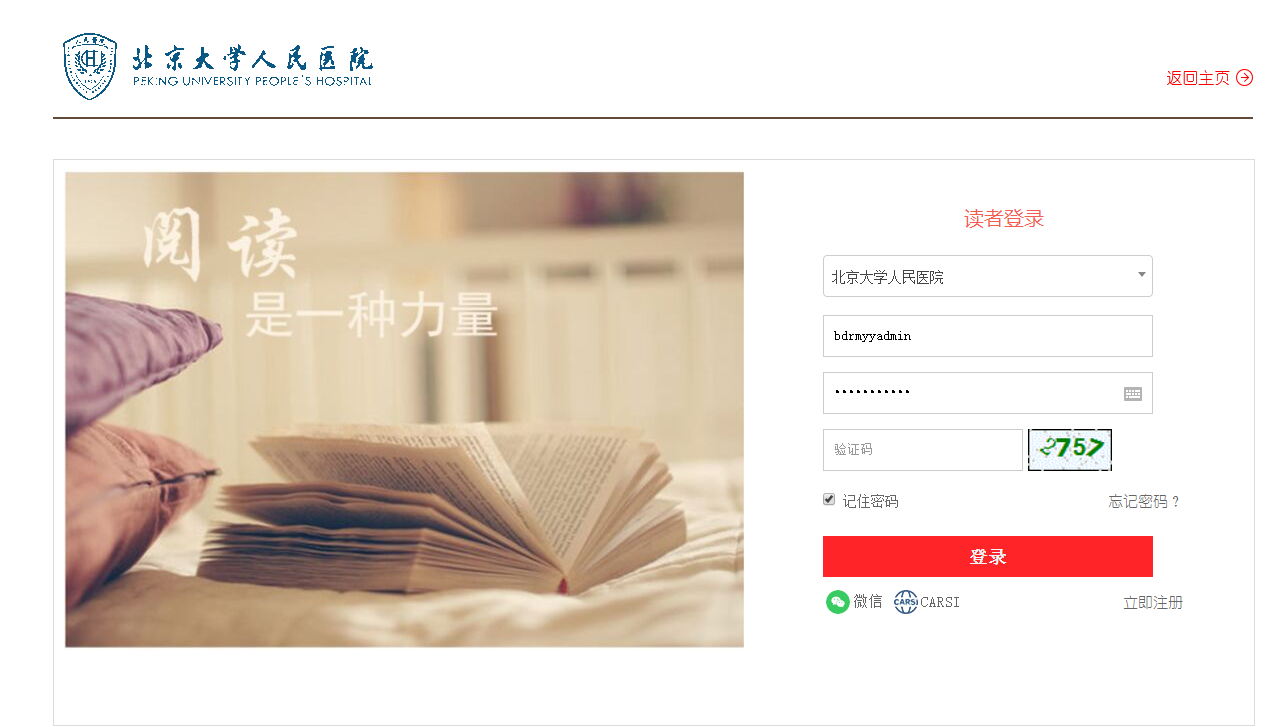 北京大学人民医院
PEKING UNIVERSITY PEOPLE'S HOSPITAL
返回主页
阅读
是一种力量
读者登录
北京大学人民医院
bdrmyyadmin
•••••••••••
验证码
2757
记住密码
忘记密码？
登录
微信
CARSI
CARSI
立即注册